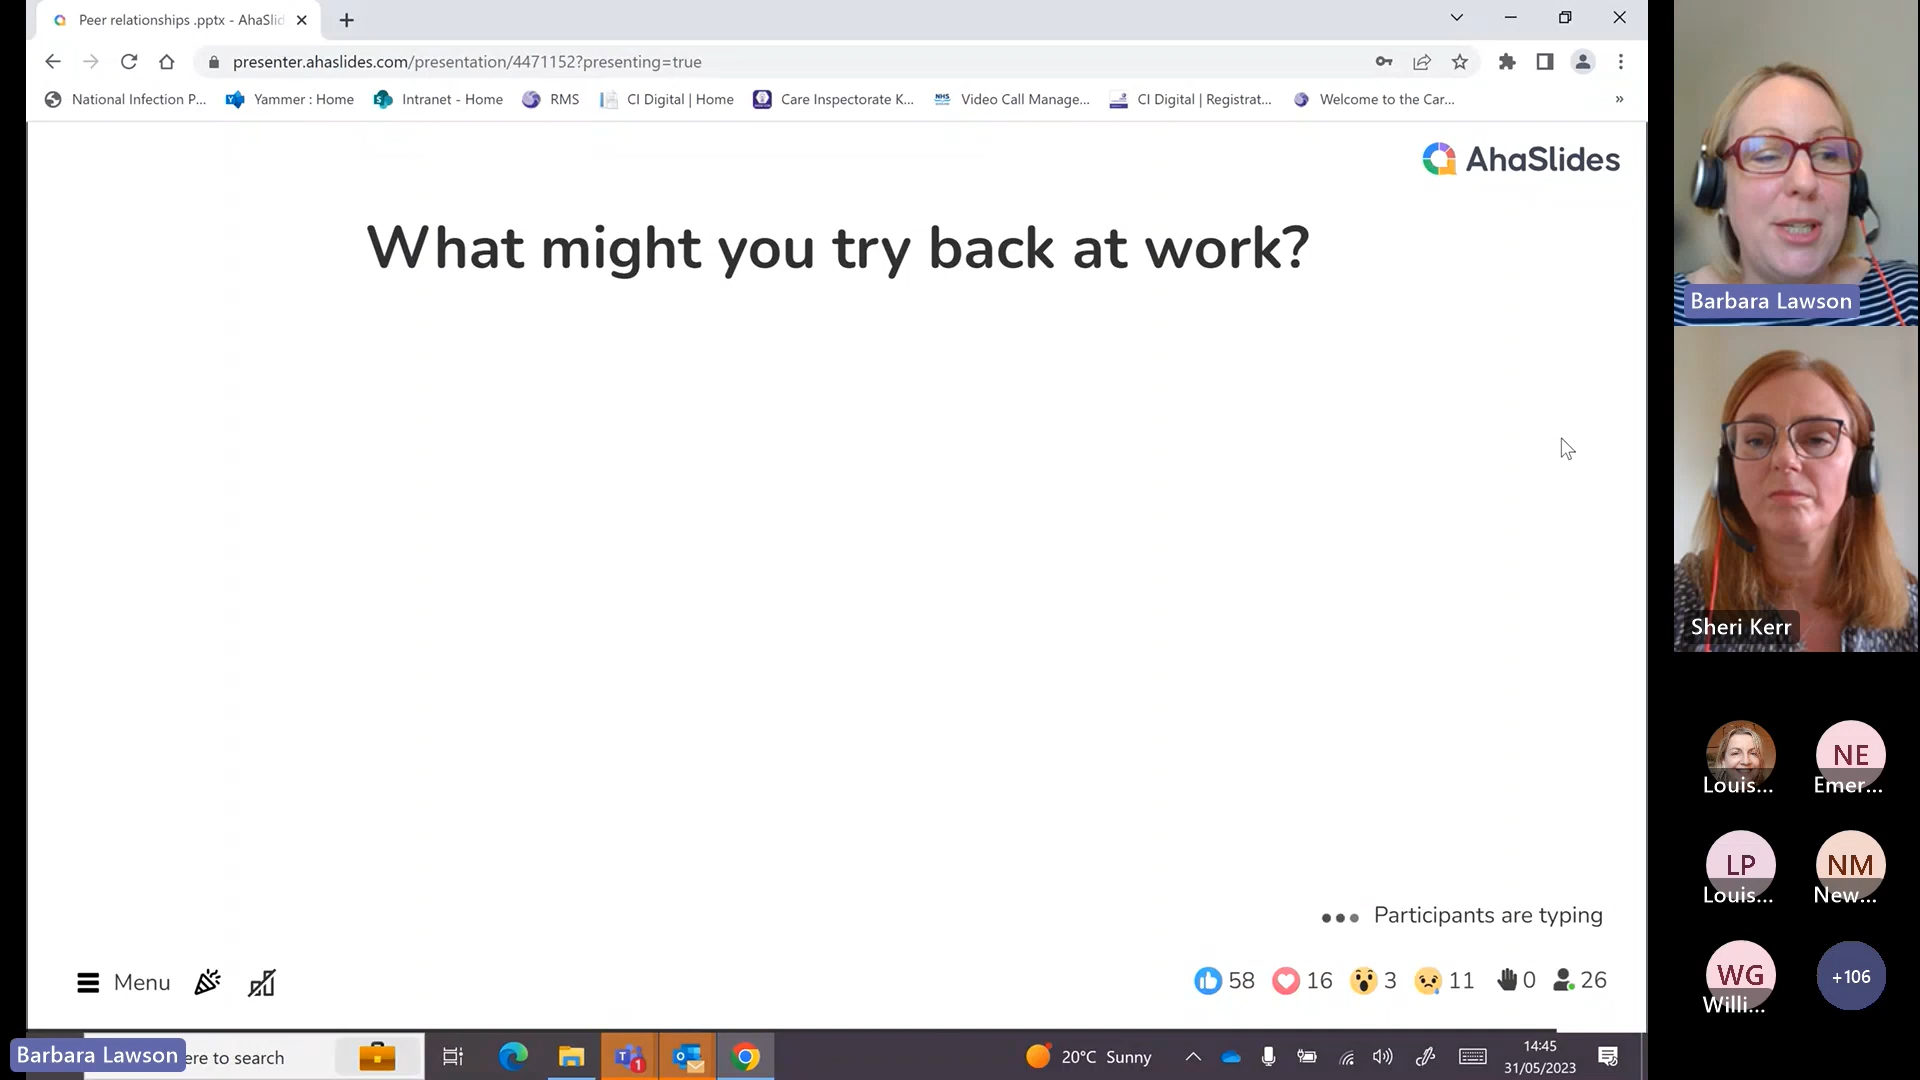 Peer relationships .pptx - AhaSlid
presenter.ahaslides.com/presentation/4471152?presenting=true
National Infection P... Yammer : Home Intranet - Home RMS CI Digital | Home Care Inspectorate K... NHS Video Call Manage... CI Digital | Registrat... Welcome to the Car... »
AhaSlides
What might you try back at work?
Barbara Lawson
Sheri Kerr
Louis...
NE
Emer...
LP
Louis...
NM
New...
WG
Willi...
+106
Participants are typing
Menu
58 16 3 11 0 26
Barbara Lawson
ere to search
1
20°C Sunny
14:45
31/05/2023